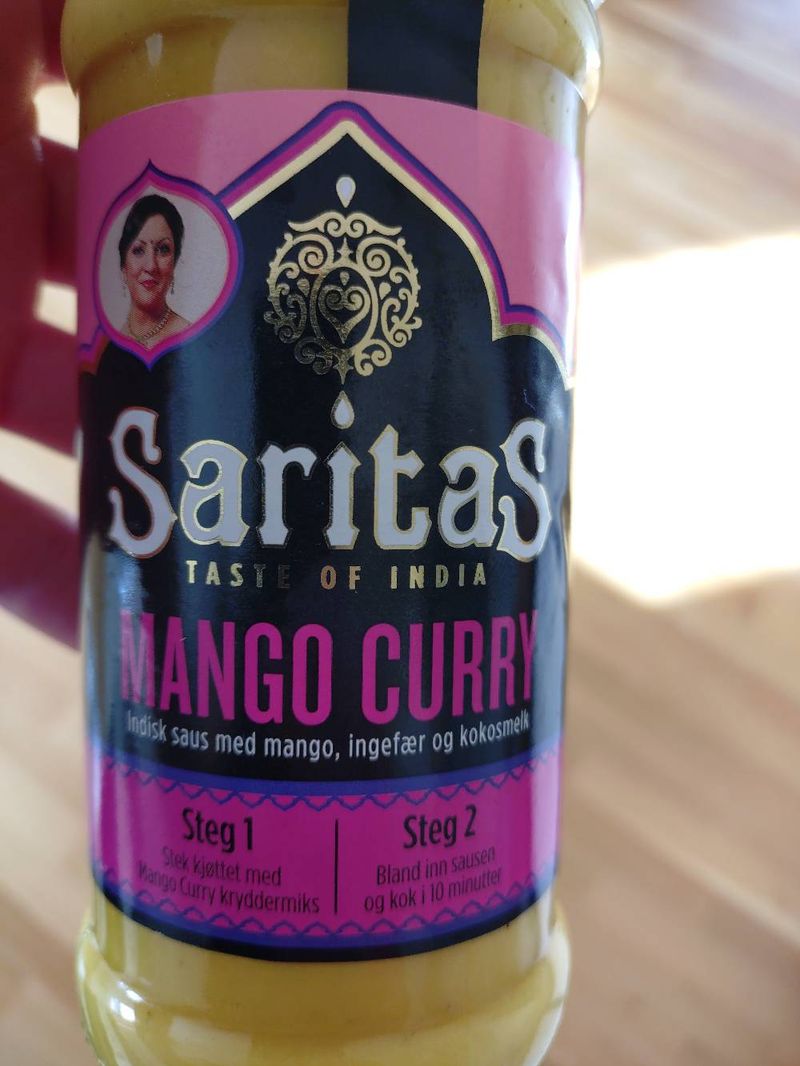 Saritas
TASTE OF INDIA
MANGO CURRY
Indisk saus med mango, ingefær og kokosmelk
Steg 1
Stek kjøttet med
Mango Curry kryddermiks
Steg 2
Bland inn sausen
og kok i 10 minutter